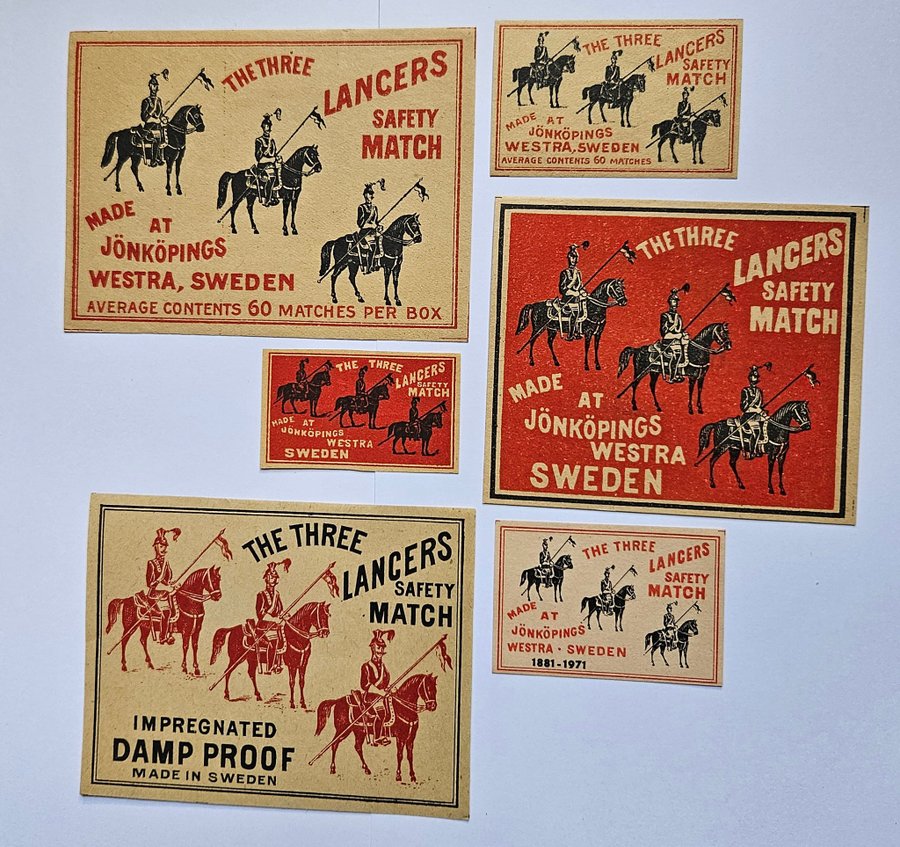 THE THREE
LANCERS
SAFETY
MATCH
MADE AT
JÖNKÖPINGS
WESTRA, SWEDEN
AVERAGE CONTENTS 60 MATCHES PER BOX
THE THREE
LANCERS
SAFETY
MATCH
MADE AT
JÖNKÖPINGS
WESTRA, SWEDEN
AVERAGE CONTENTS 60 MATCHES
THE THREE
LANCERS
SAFETY
MATCH
MADE AT
JÖNKÖPINGS
WESTRA
SWEDEN
THE THREE
LANCERS
SAFETY
MATCH
MADE AT
JÖNKÖPINGS
WESTRA
SWEDEN
THE THREE
LANCERS
SAFETY
MATCH
IMPREGNATED
DAMP PROOF
MADE IN SWEDEN
THE THREE
LANCERS
SAFETY
MATCH
MADE AT
JÖNKÖPINGS
WESTRA · SWEDEN
1881-1971